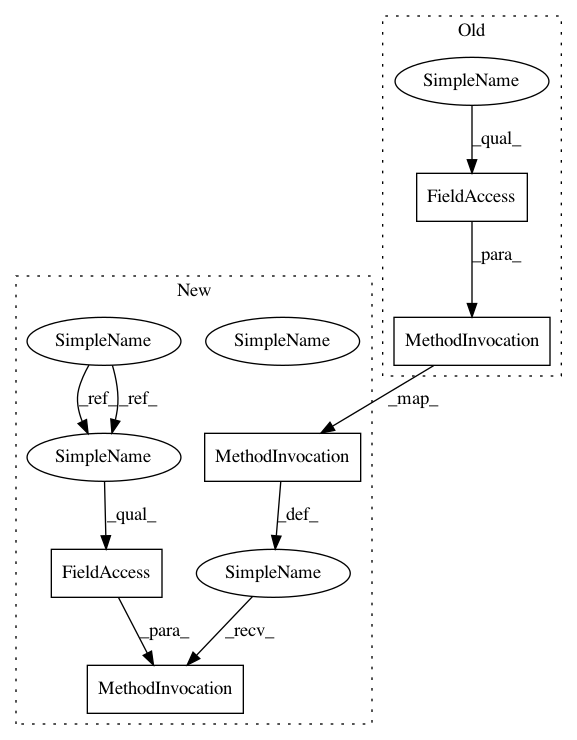 Old
SimpleName
_qual_
FieldAccess
_para_
New
SimpleName
SimpleName
MethodInvocation
_ref_
_ref_
_map_
SimpleName
MethodInvocation
_qual_
_def_
FieldAccess
SimpleName
_para_
_recv_
MethodInvocation